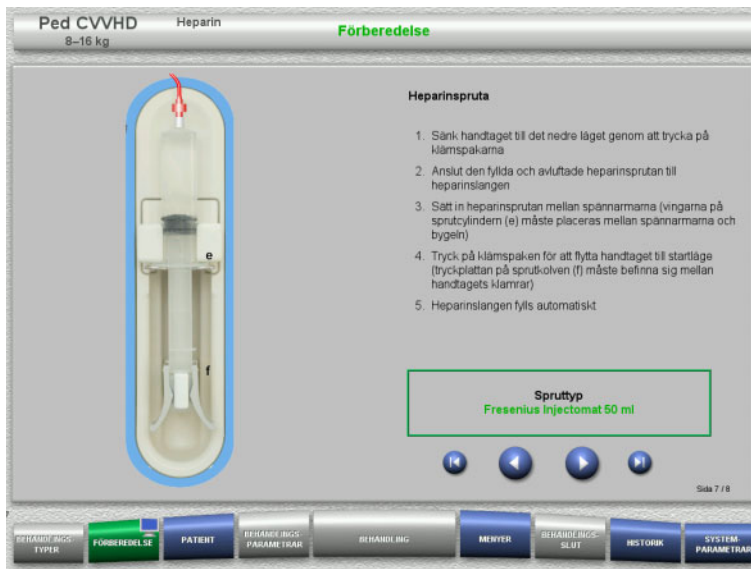 Ped CVVHD
Heparin
8–16 kg
Förberedelse
Heparinspruta
1. Sänk handtaget till det nedre läget genom att trycka på
klämspakarna
2. Anslut den fyllda och avluftade heparinsprutan till
heparinslangen
3. Sätt in heparinsprutan mellan spännarmarna (vingarna på
sprutcylindern (e) måste placeras mellan spännarmarna och
bygeln)
4. Tryck på klämspaken för att flytta handtaget till startläge
(tryckplattan på sprutkolven (f) måste befinna sig mellan
handtagets klamrar)
5. Heparinslangen fylls automatiskt
e
f
Spruttyp
Fresenius Injectomat 50 ml
Sida 7 / 8
BEHANDLINGS-
TYPER
FÖRBEREDELSE
PATIENT
BEHANDLINGS-
PARAMETRAR
BEHANDLING
MENYER
BEHANDLINGS-
SLUT
HISTORIK
SYSTEM-
PARAMETRAR